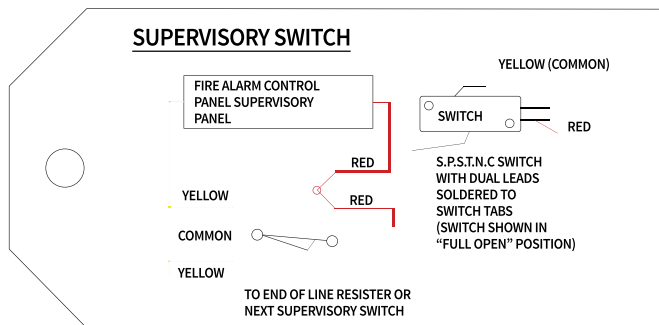 SUPERVISORY SWITCH
YELLOW (COMMON)
FIRE ALARM CONTROL
PANEL SUPERVISORY
PANEL
SWITCH
RED
RED
S.P.S.T.N.C SWITCH
WITH DUAL LEADS
SOLDERED TO
SWITCH TABS
(SWITCH SHOWN IN
“FULL OPEN” POSITION)
YELLOW
RED
COMMON
YELLOW
TO END OF LINE RESISTER OR
NEXT SUPERVISORY SWITCH